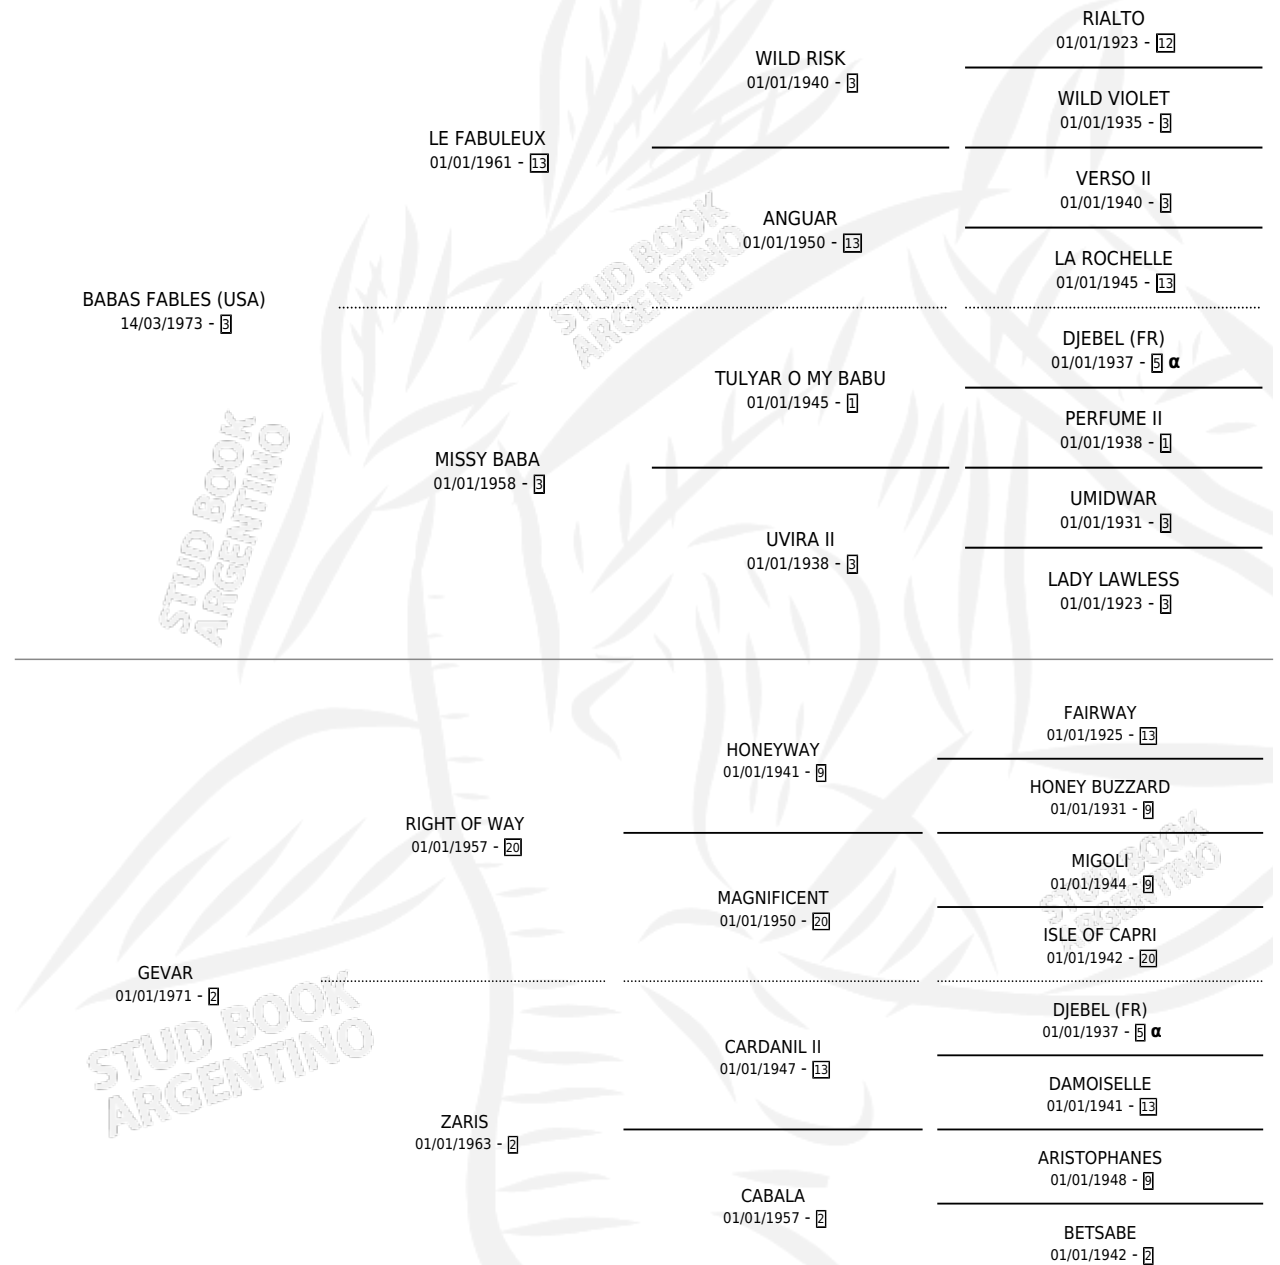 RIALTO
01/01/1923 - 12
WILD RISK
01/01/1940 - 3
WILD VIOLET
01/01/1935 - 3
LE FABULEUX
01/01/1961 - 13
VERSO II
01/01/1940 - 3
ANGUAR
01/01/1950 - 13
LA ROCHELLE
01/01/1945 - 13
BABAS FABLES (USA)
14/03/1973 - 3
DJEBEL (FR)
01/01/1937 - 5 α
TULYAR O MY BABU
01/01/1945 - 1
PERFUME II
01/01/1938 - 1
MISSY BABA
01/01/1958 - 3
UMIDWAR
01/01/1931 - 3
UVIRA II
01/01/1938 - 3
LADY LAWLESS
01/01/1923 - 3
FAIRWAY
01/01/1925 - 13
HONEYWAY
01/01/1941 - 9
HONEY BUZZARD
01/01/1931 - 9
RIGHT OF WAY
01/01/1957 - 20
MIGOLI
01/01/1944 - 9
MAGNIFICENT
01/01/1950 - 20
ISLE OF CAPRI
01/01/1942 - 20
GEVAR
01/01/1971 - 2
DJEBEL (FR)
01/01/1937 - 5 α
CARDANIL II
01/01/1947 - 13
DAMOISELLE
01/01/1941 - 13
ZARIS
01/01/1963 - 2
ARISTOPHANES
01/01/1948 - 9
CABALA
01/01/1957 - 2
BETSABE
01/01/1942 - 2
STUD BOOK
ARGENTINO
STUD BOOK
ARGENTINO
STUD BOOK
ARGENTINO
STUD BOOK
ARGENTINO